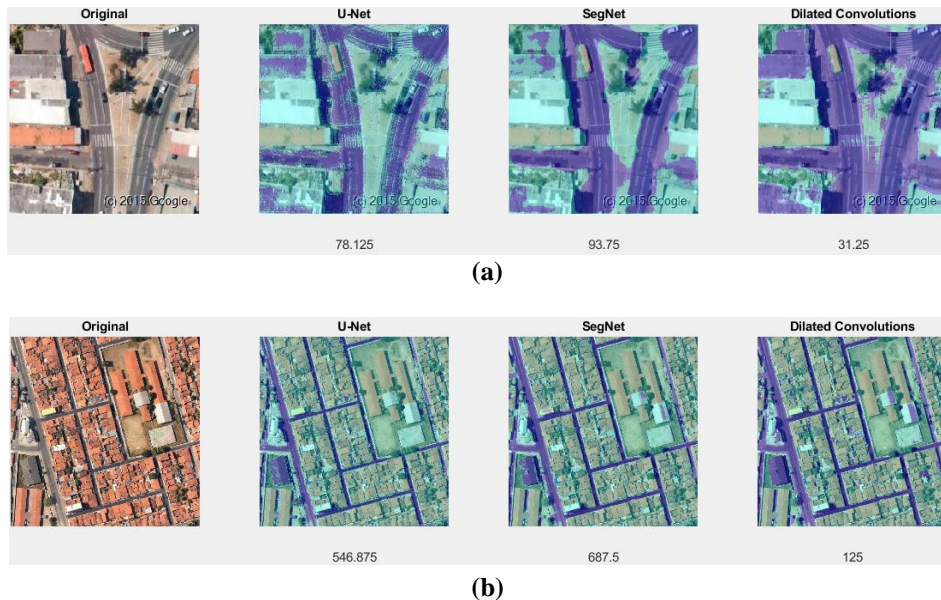 Original U-Net SegNet Dilated Convolutions
(c) 2015 Google (c) 2015 Google (c) 2015 Google (c) 2015 Google
78.125 93.75 31.25
(a)
Original U-Net SegNet Dilated Convolutions
546.875 687.5 125
(b)